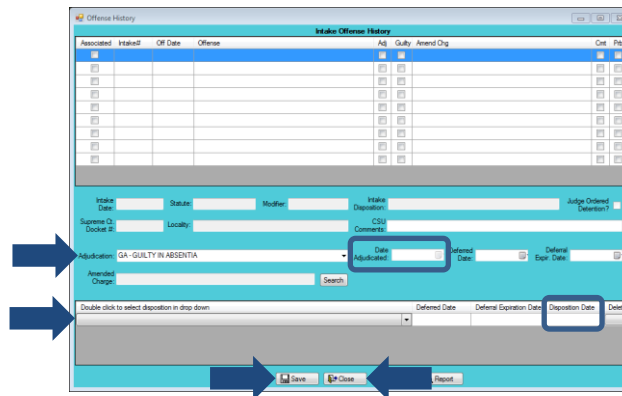 Offense History
Intake Offense History
Associated Intake# Off Date Offense Adj Guilty Amend Chg Cmt
Intake Date: Statute: Modifier: Intake Disposition: Judge Ordered Detention?
Supreme Ct. Docket #: Locality: CSU Comments:
Adjudication: GA - GUILTY IN ABSENTIA Date Adjudicated: Deferred Date: Deferral Expir. Date:
Amended Charge: Search
Double click to select disposition in drop down Deferred Date Deferral Expiration Date Disposition Date
Save Close Report